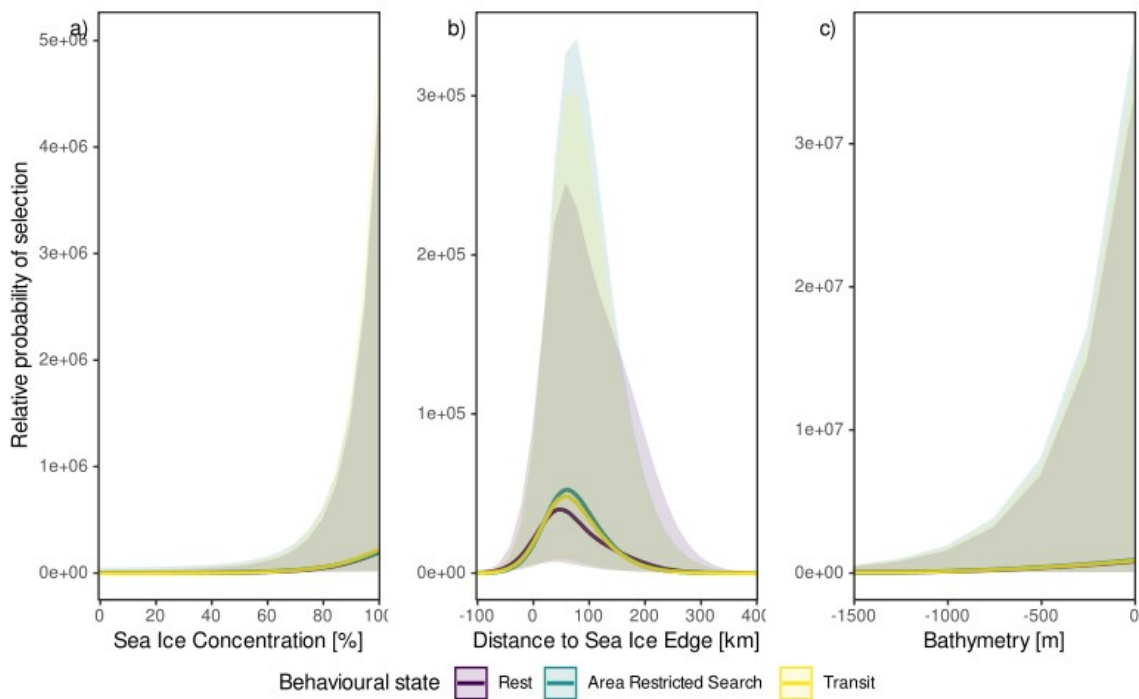 a)
b)
c)
Relative probability of selection
5e+06
4e+06
3e+06
2e+06
1e+06
0e+00
3e+05
2e+05
1e+05
0e+00
3e+07
2e+07
1e+07
0e+00
0 20 40 60 80 100
-100 0 100 200 300 400
-1500 -1000 -500 0
Sea Ice Concentration [%]
Distance to Sea Ice Edge [km]
Bathymetry [m]
Behavioural state Rest Area Restricted Search Transit